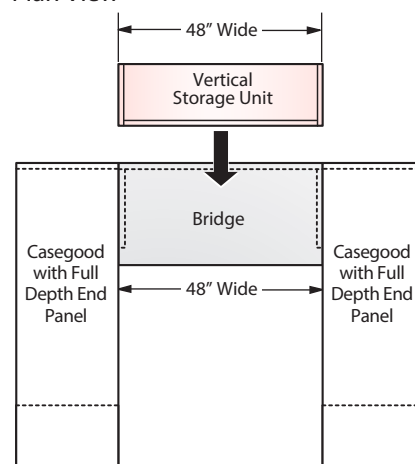 Plan View
48” Wide
Vertical
Storage Unit
Bridge
Casegood
with Full
Depth End
Panel
48” Wide
Casegood
with Full
Depth End
Panel